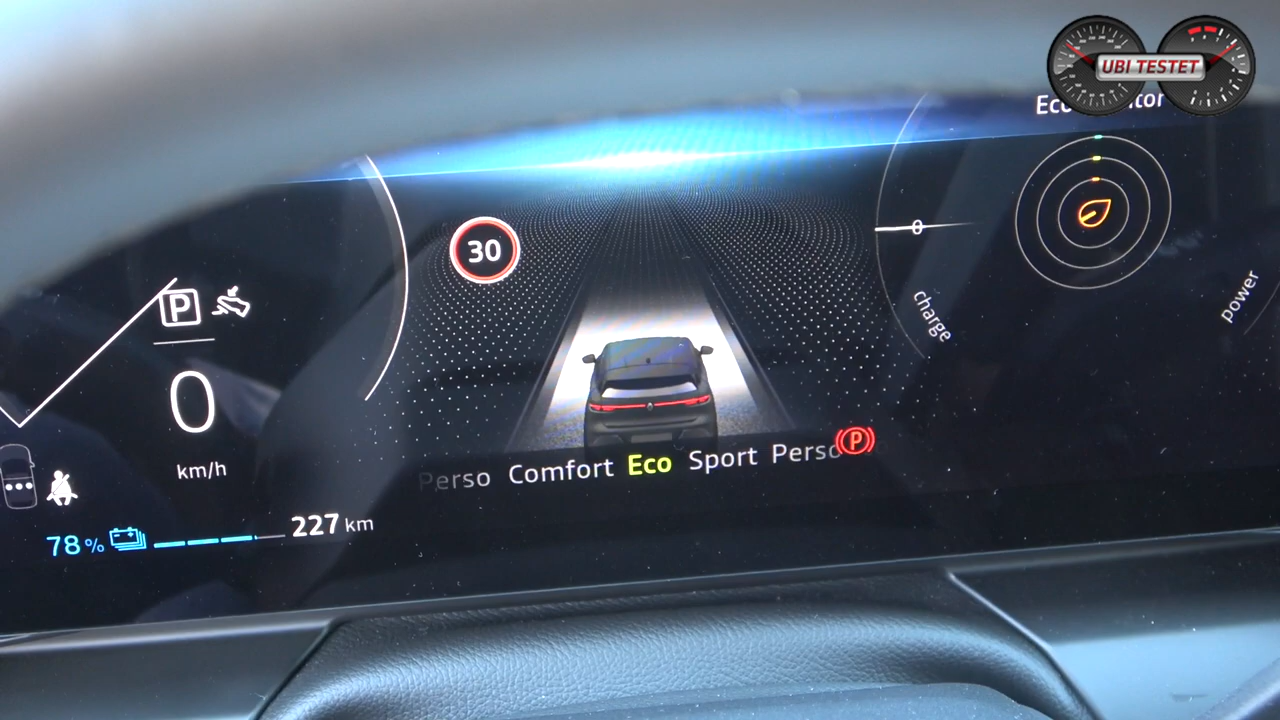 UBI TESTET
30
0
charge
power
P
0
km/h
Perso Comfort Eco Sport Perso
P
78 %
227 km